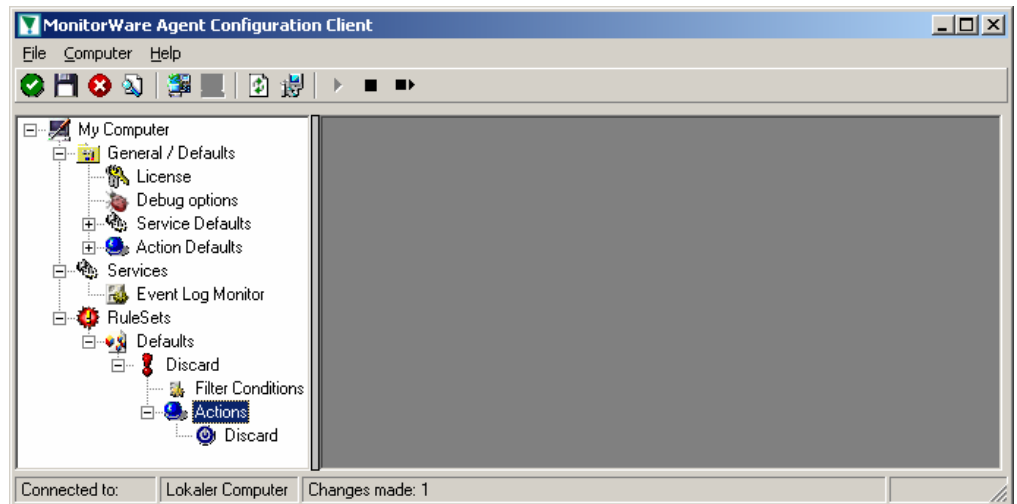 MonitorWare Agent Configuration Client
File Computer Help
My Computer
General / Defaults
License
Debug options
Service Defaults
Action Defaults
Services
Event Log Monitor
RuleSets
Defaults
Discard
Filter Conditions
Actions
Discard
Connected to: Lokaler Computer Changes made: 1